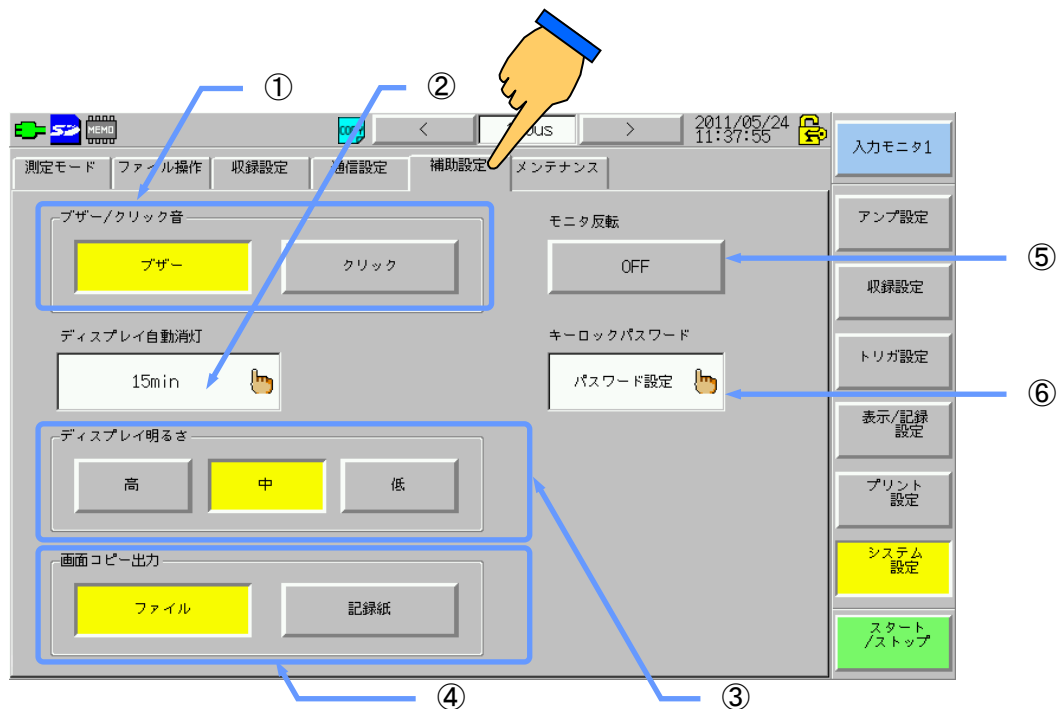 ① ②
SD MEMO COPY < > 2011/05/24
11:37:55
測定モード ファイル操作 収録設定 通信設定 補助設定 メンテナンス
入力モニタ1
ブザー/クリック音
ブザー クリック
モニタ反転
OFF
⑤
アンプ設定
収録設定
ディスプレイ自動消灯
15min
キーロックパスワード
パスワード設定
⑥
トリガ設定
表示/記録
設定
ディスプレイ明るさ
高 中 低
プリント
設定
画面コピー出力
ファイル 記録紙
システム
設定
スタート
/ストップ
④ ③